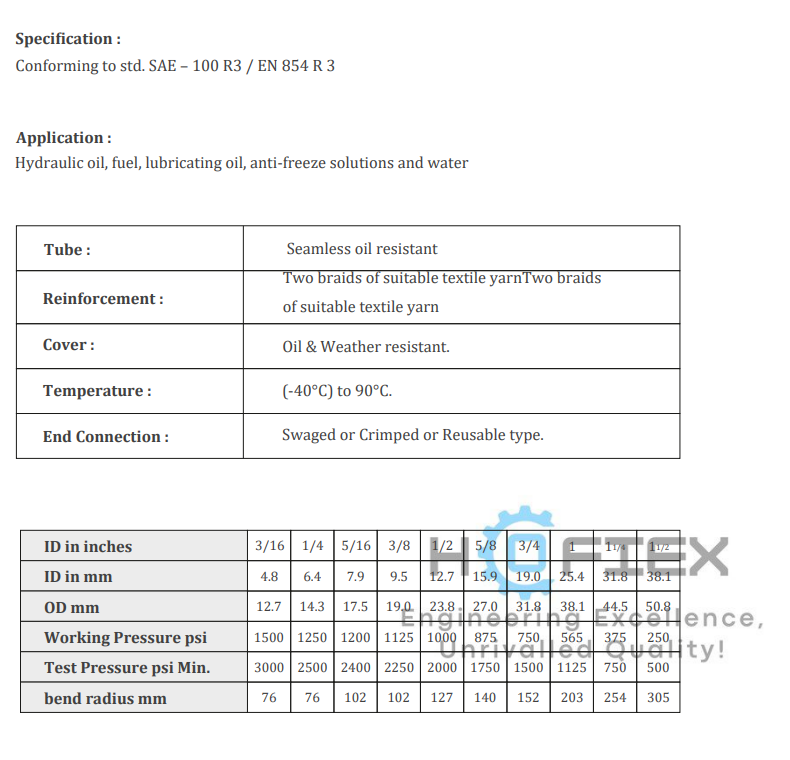 Specification :
Conforming to std. SAE – 100 R3 / EN 854 R 3
Application :
Hydraulic oil, fuel, lubricating oil, anti-freeze solutions and water
Tube : Seamless oil resistant
Reinforcement : Two braids of suitable textile yarnTwo braids
of suitable textile yarn
Cover : Oil & Weather resistant.
Temperature : (-40°C) to 90°C.
End Connection : Swaged or Crimped or Reusable type.
HOFIEX
Engineering Excellence,
Unrivalled Quality!
ID in inches 3/16 1/4 5/16 3/8 1/2 5/8 3/4 1 11/4 11/2
ID in mm 4.8 6.4 7.9 9.5 12.7 15.9 19.0 25.4 31.8 38.1
OD mm 12.7 14.3 17.5 19.0 23.8 27.0 31.8 38.1 44.5 50.8
Working Pressure psi 1500 1250 1200 1125 1000 875 750 565 375 250
Test Pressure psi Min. 3000 2500 2400 2250 2000 1750 1500 1125 750 500
bend radius mm 76 76 102 102 127 140 152 203 254 305